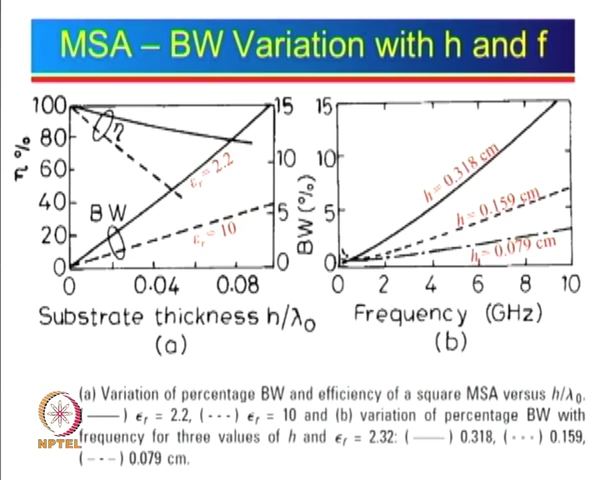 MSA – BW Variation with h and f
100
80
60
40
20
0
η %
η
BW
εr = 2.2
εr = 10
15
10
5
0
BW (%)
0 0.04 0.08
Substrate thickness h/λ0
(a)
15
10
5
0
h = 0.318 cm
h = 0.159 cm
h = 0.079 cm
0 2 4 6 8 10
Frequency (GHz)
(b)
(a) Variation of percentage BW and efficiency of a square MSA versus h/λ0.
——) ϵr = 2.2, (- - -) ϵr = 10 and (b) variation of percentage BW with
frequency for three values of h and ϵr = 2.32: (——) 0.318, (- - -) 0.159,
(– - –) 0.079 cm.
NPTEL